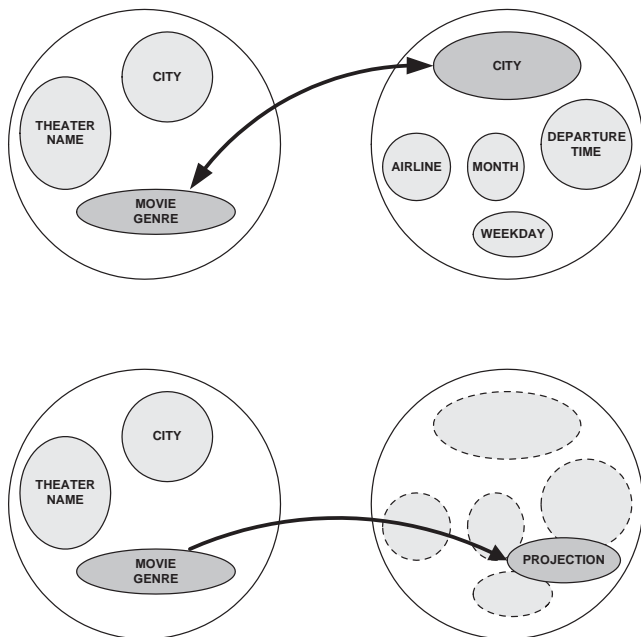 CITY
THEATER
NAME
MOVIE
GENRE
CITY
DEPARTURE
TIME
AIRLINE
MONTH
WEEKDAY
CITY
THEATER
NAME
MOVIE
GENRE
PROJECTION